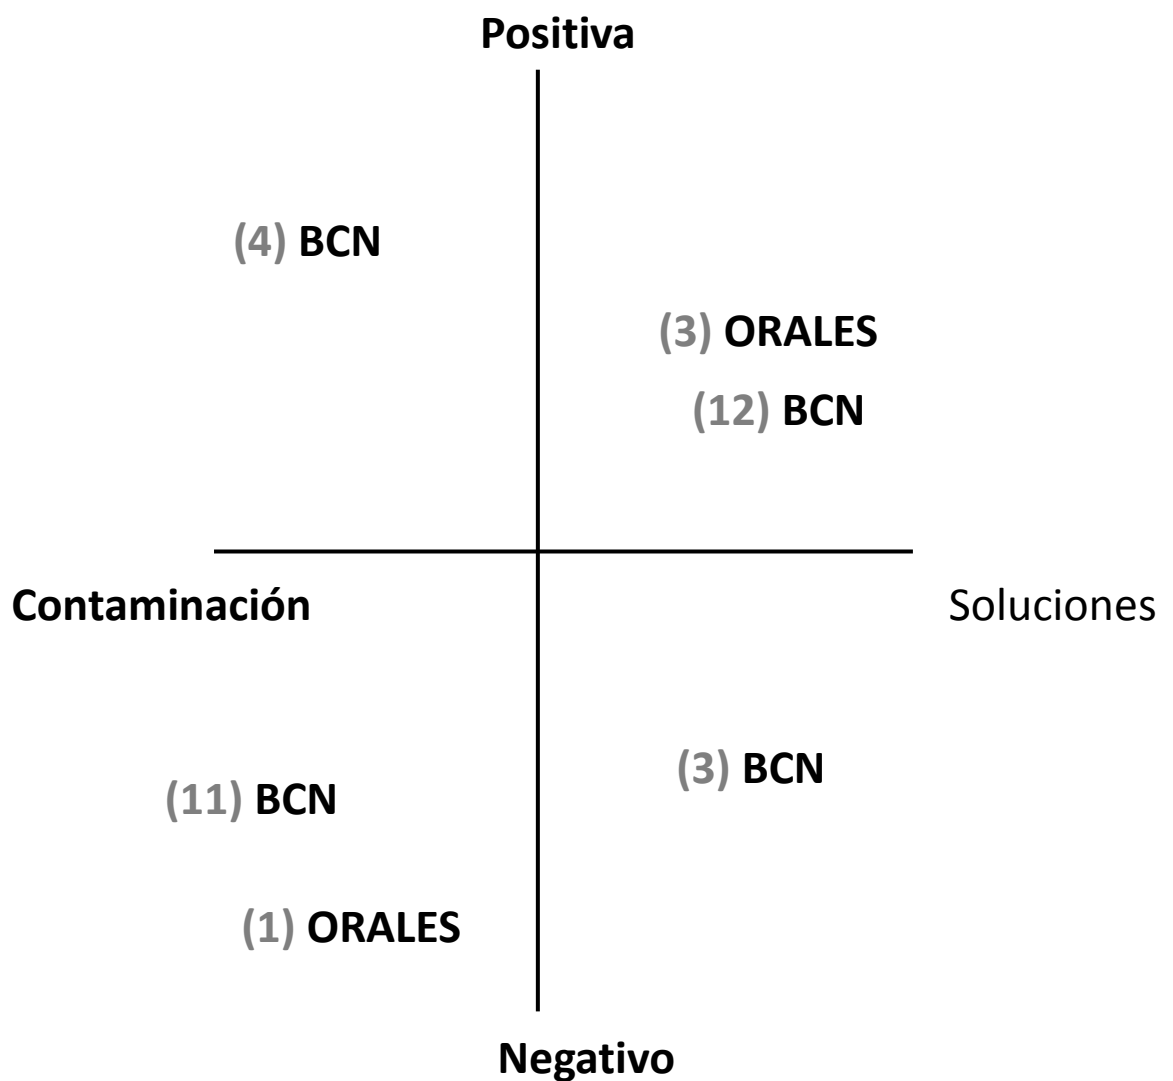 Positiva
(4) BCN
(3) ORALES
(12) BCN
Contaminación
Soluciones
(3) BCN
(11) BCN
(1) ORALES
Negativo